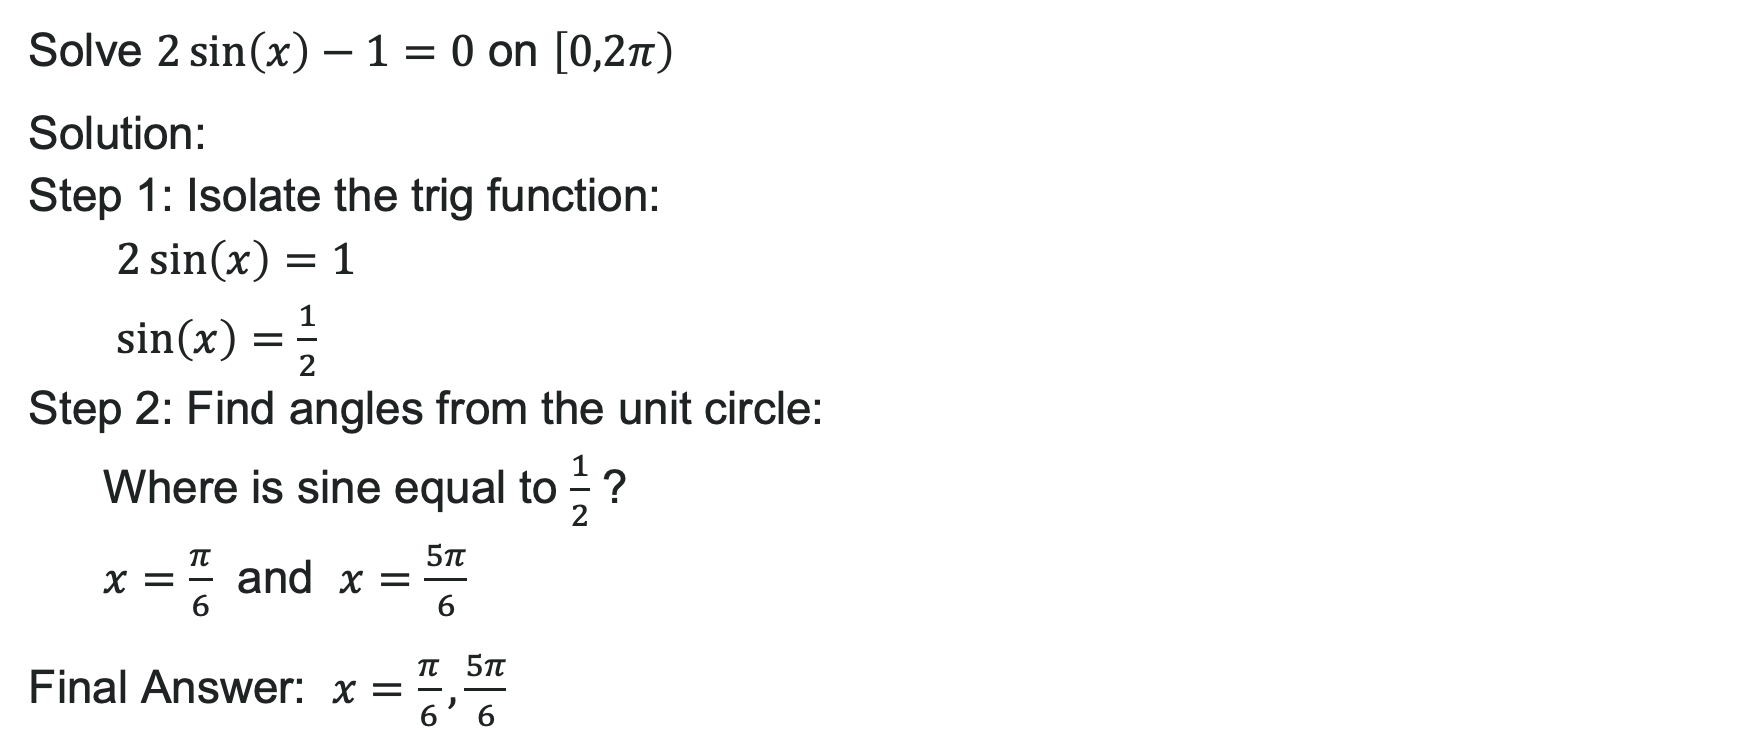 Solve 2 sin(x) − 1 = 0 on [0,2π)
Solution:
Step 1: Isolate the trig function:
2 sin(x) = 1
sin(x) = 1/2
Step 2: Find angles from the unit circle:
Where is sine equal to 1/2 ?
x = π/6 and x = 5π/6
Final Answer: x = π/6, 5π/6